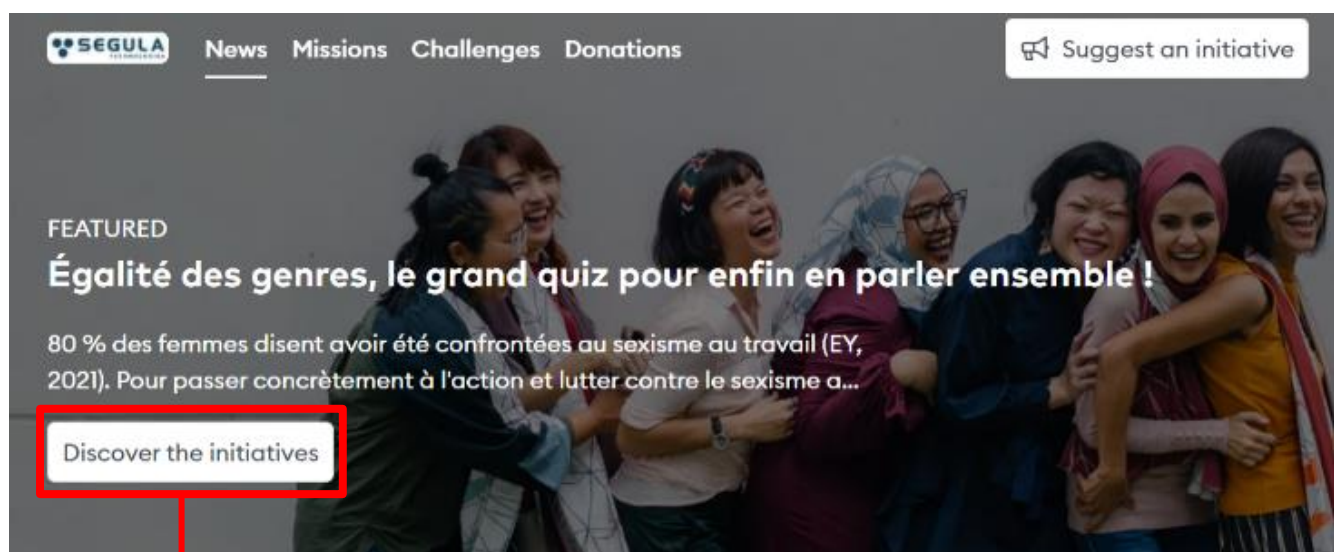 SEGULA
TECHNOLOGIES
News Missions Challenges Donations
Suggest an initiative
FEATURED
Égalité des genres, le grand quiz pour enfin en parler ensemble !
80 % des femmes disent avoir été confrontées au sexisme au travail (EY,
2021). Pour passer concrètement à l'action et lutter contre le sexisme a...
Discover the initiatives